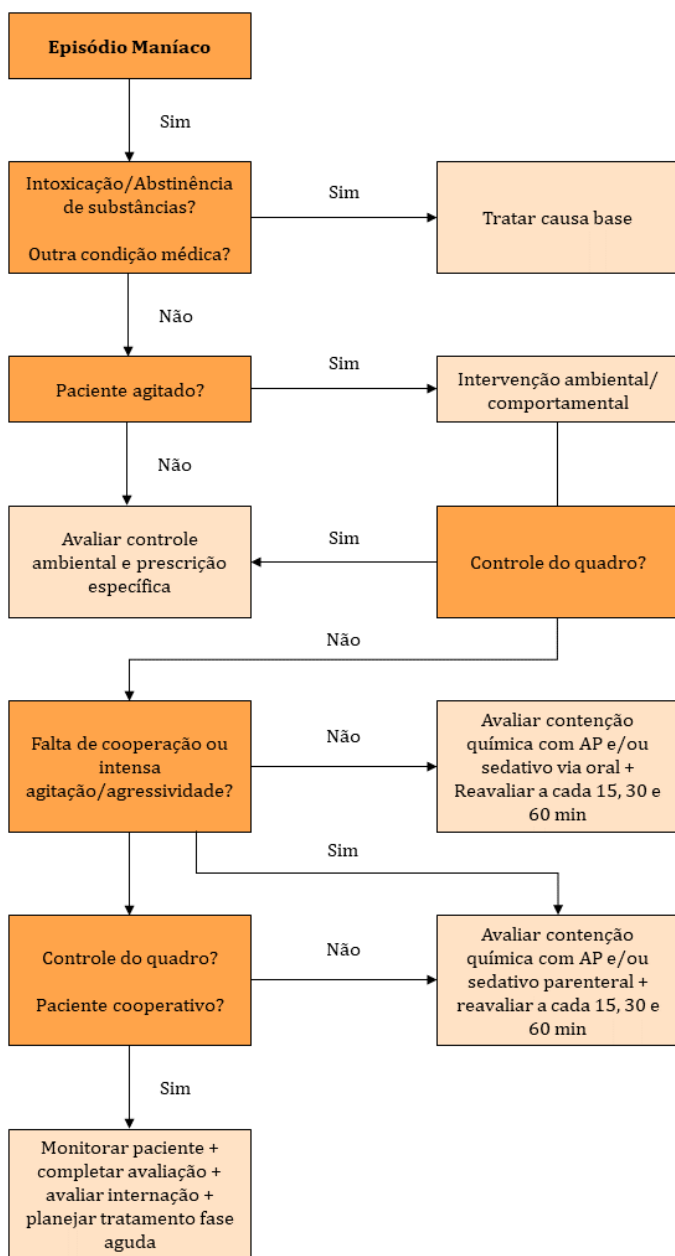 Episódio Maníaco
Sim
Intoxicação/Abstinência
de substâncias?
Outra condição médica?
Sim
Tratar causa base
Não
Paciente agitado?
Sim
Intervenção ambiental/
comportamental
Não
Avaliar controle
ambiental e prescrição
específica
Sim
Controle do quadro?
Não
Falta de cooperação ou
intensa
agitação/agressividade?
Não
Avaliar contenção
química com AP e/ou
sedativo via oral +
Reavaliar a cada 15, 30 e
60 min
Sim
Controle do quadro?
Paciente cooperativo?
Não
Avaliar contenção
química com AP e/ou
sedativo parenteral +
reavaliar a cada 15, 30 e
60 min
Sim
Monitorar paciente +
completar avaliação +
avaliar internação +
planejar tratamento fase
aguda